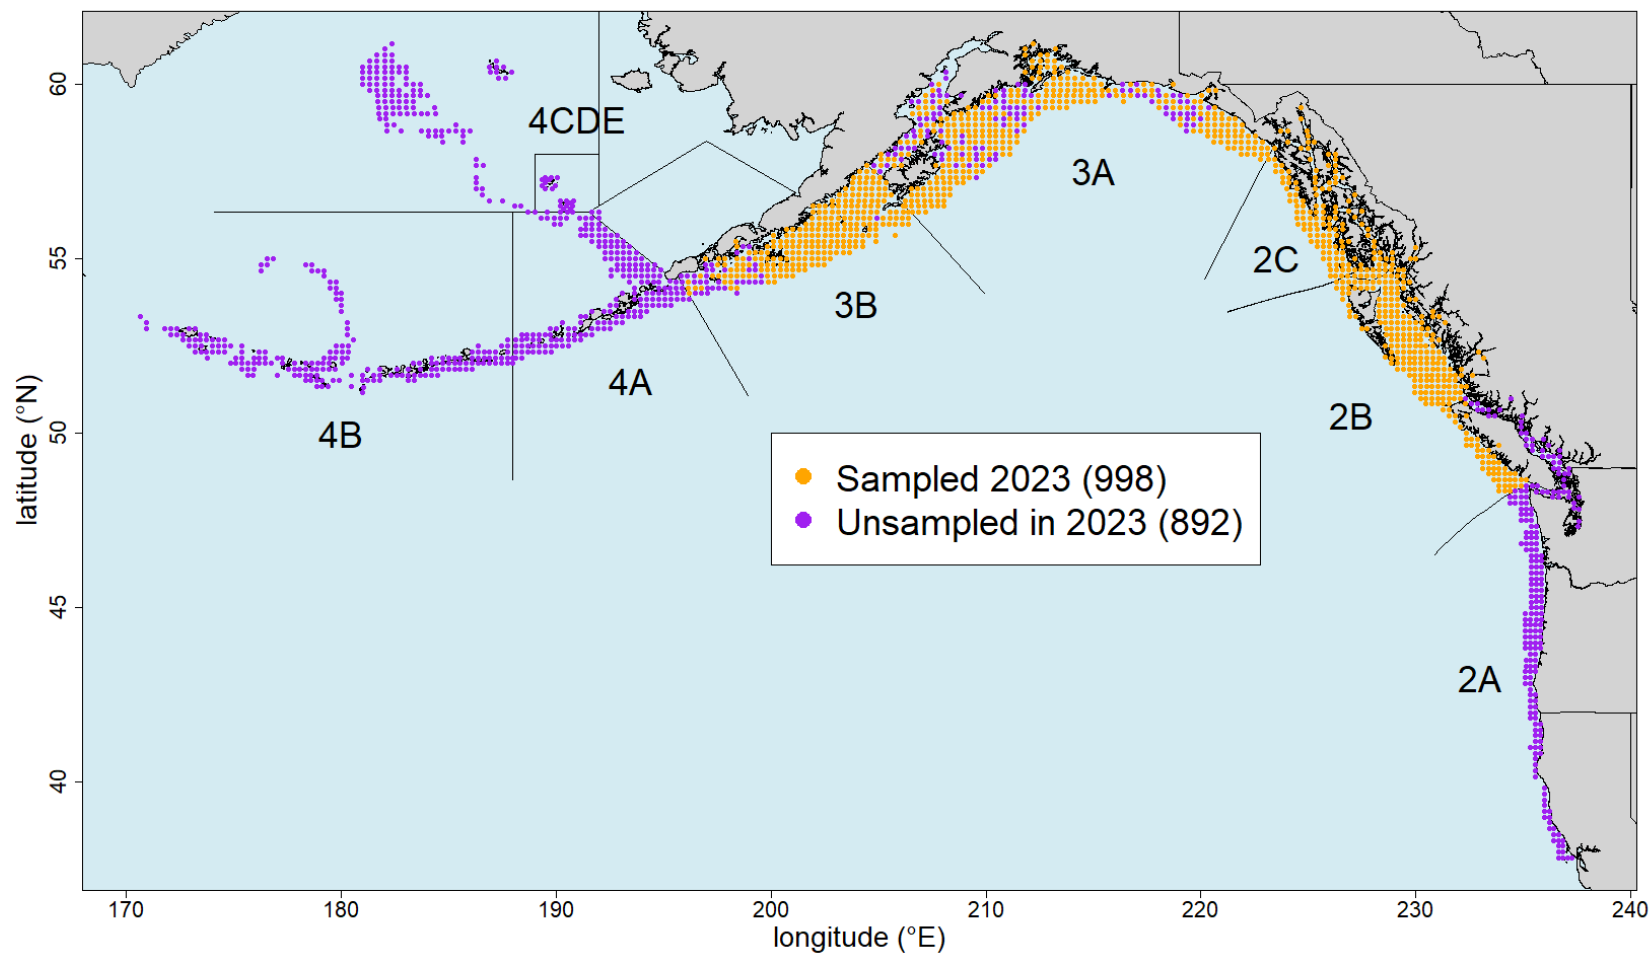 60
55
50
45
40
latitude (°N)
4CDE
3A
2C
3B
4A
2B
4B
Sampled 2023 (998)
Unsampled in 2023 (892)
2A
170 180 190 200 210 220 230 240
longitude (°E)